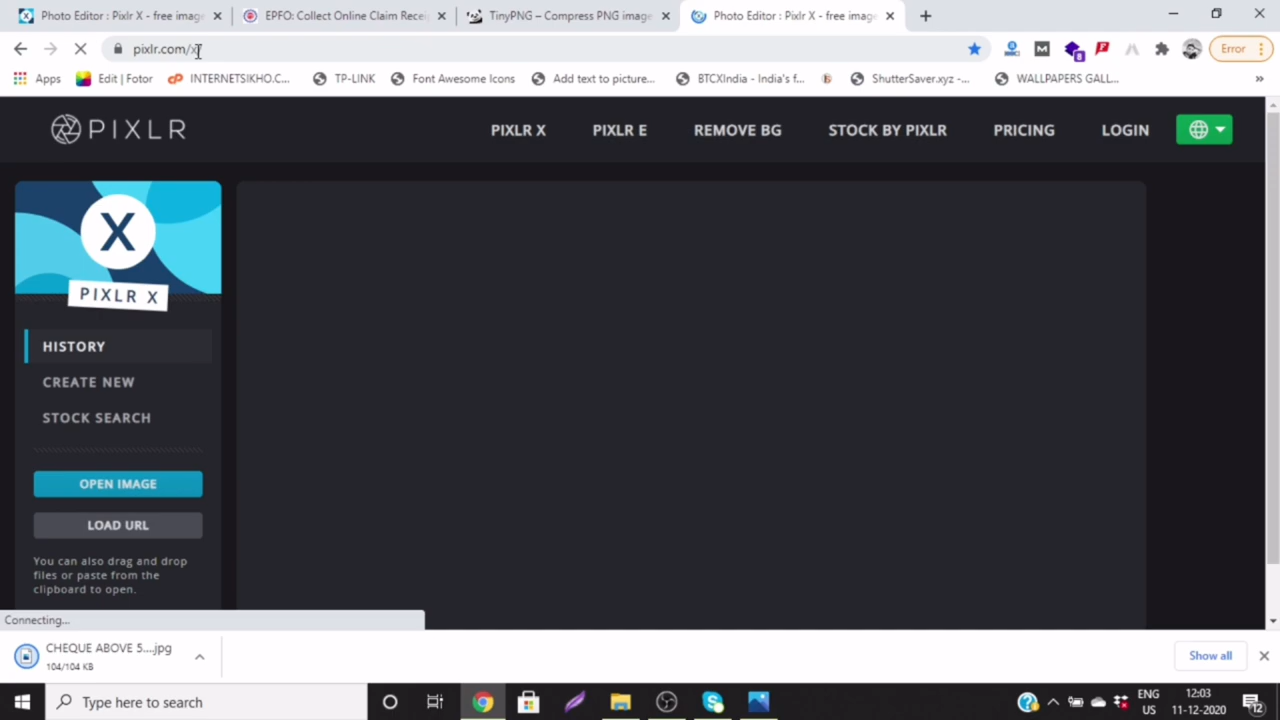 Photo Editor : Pixlr X - free image
EPFO: Collect Online Claim Recei
TinyPNG – Compress PNG image
Photo Editor : Pixlr X - free imag
pixlr.com/x
Error
Apps
Edit | Fotor
INTERNETSIKHO.C...
TP-LINK
Font Awesome Icons
Add text to picture...
BTCXIndia - India's f...
ShutterSaver.xyz -...
WALLPAPERS GALL...
»
PIXLR
PIXLR X
PIXLR E
REMOVE BG
STOCK BY PIXLR
PRICING
LOGIN
X
PIXLR X
HISTORY
CREATE NEW
STOCK SEARCH
OPEN IMAGE
LOAD URL
You can also drag and drop
files or paste from the
clipboard to open.
Connecting...
CHEQUE ABOVE 5....jpg
104/104 KB
Show all
Type here to search
ENG
US
12:03
11-12-2020
12